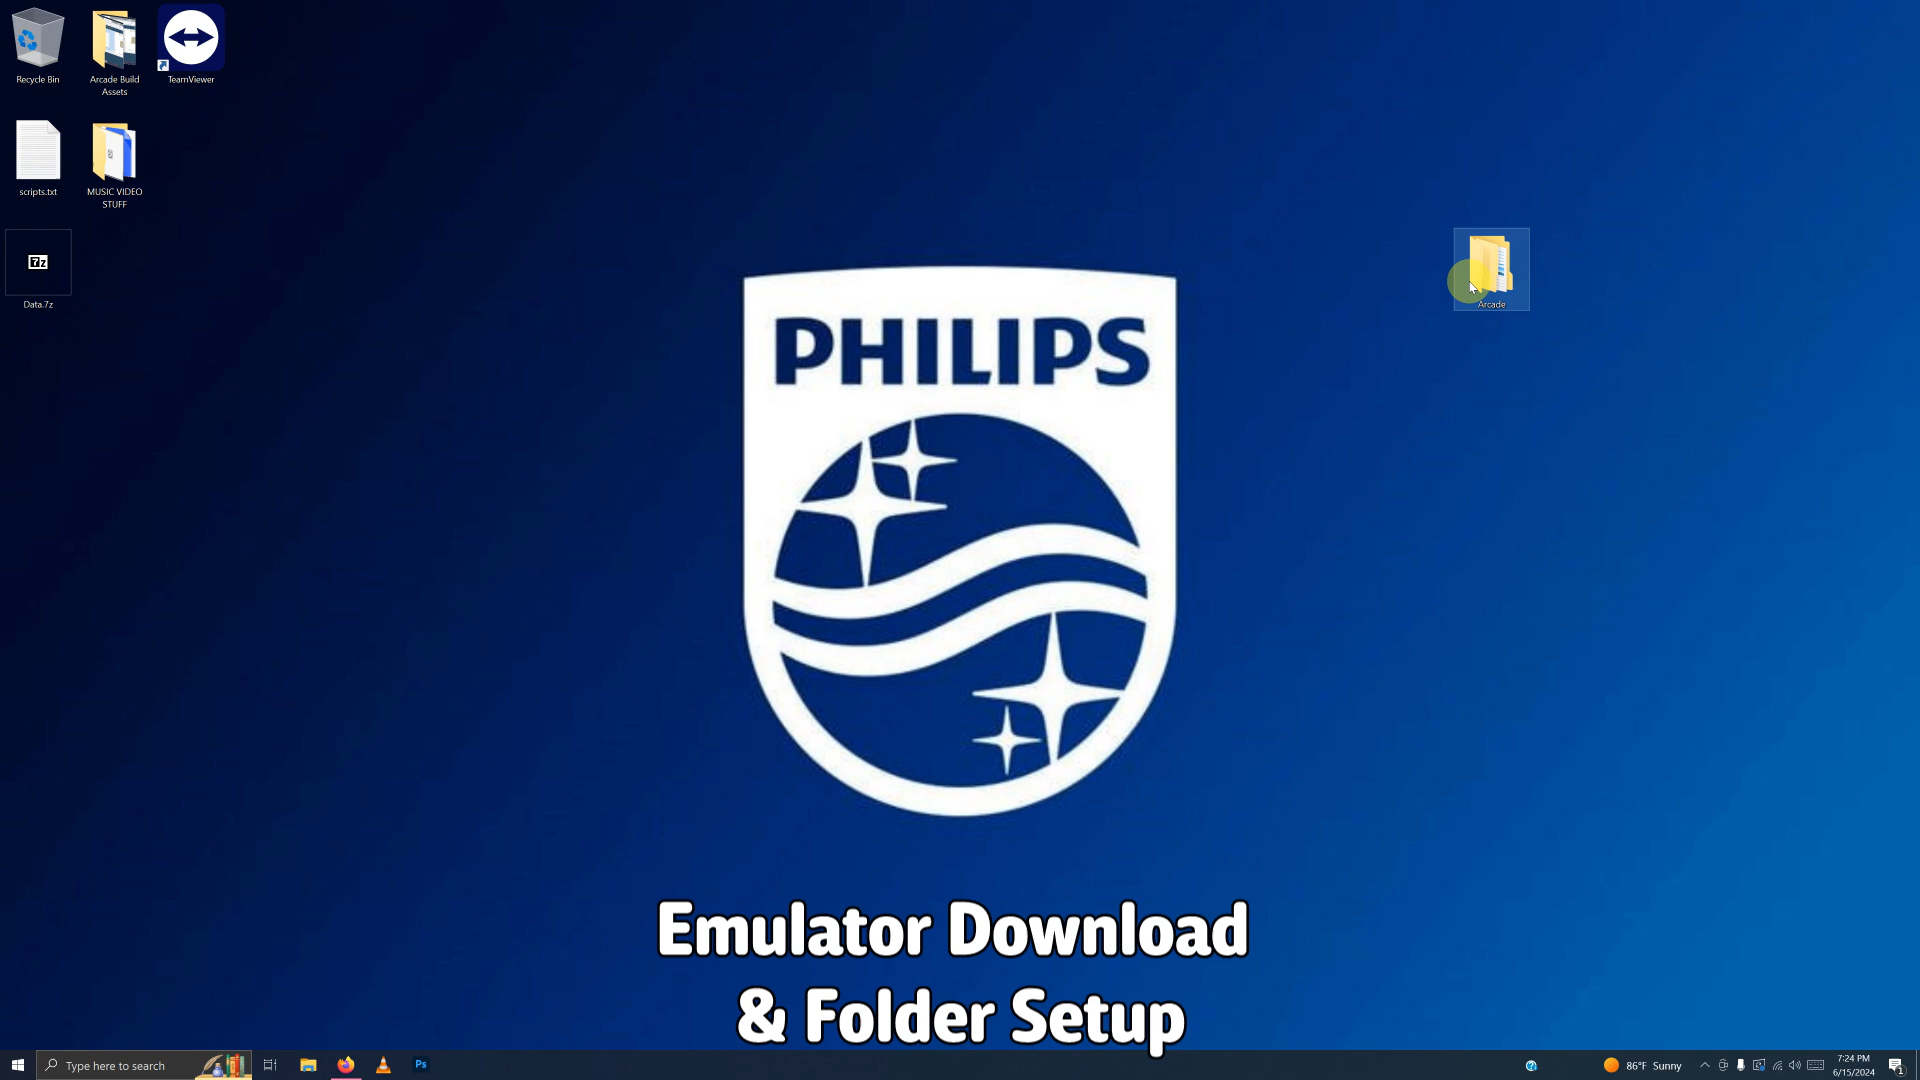 Recycle Bin
Arcade Build
Assets
TeamViewer
scripts.txt
MUSIC VIDEO
STUFF
7z
Data.7z
Arcade
PHILIPS
Emulator Download
& Folder Setup
Type here to search
Ps
86°F Sunny
7:24 PM
6/15/2024
1